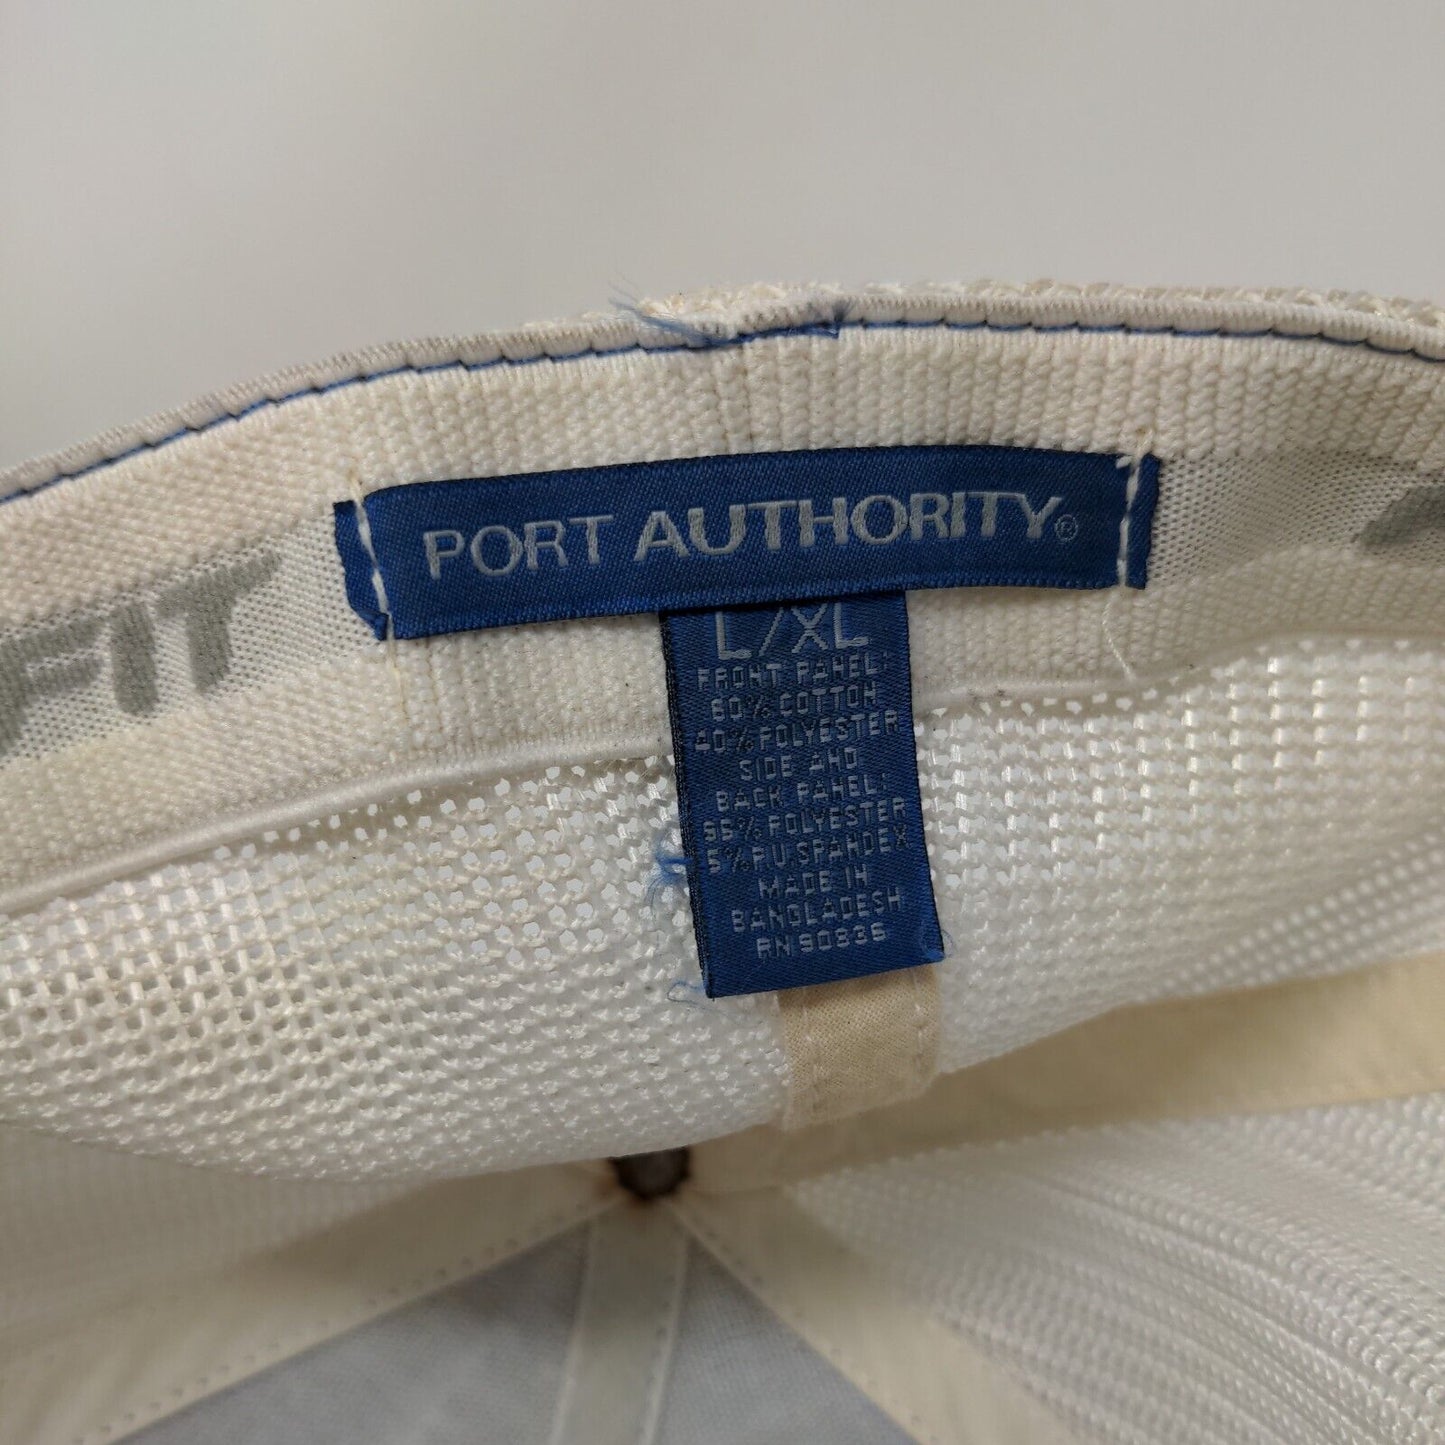 PORT AUTHORITY®
FIT
L/XL
FRONT PANEL:
60% COTTON
40% POLYESTER
SIDE AND
BACK PANEL:
95% POLYESTER
5% P.U.SPANDEX
MADE IN
BANGLADESH
RN 90836